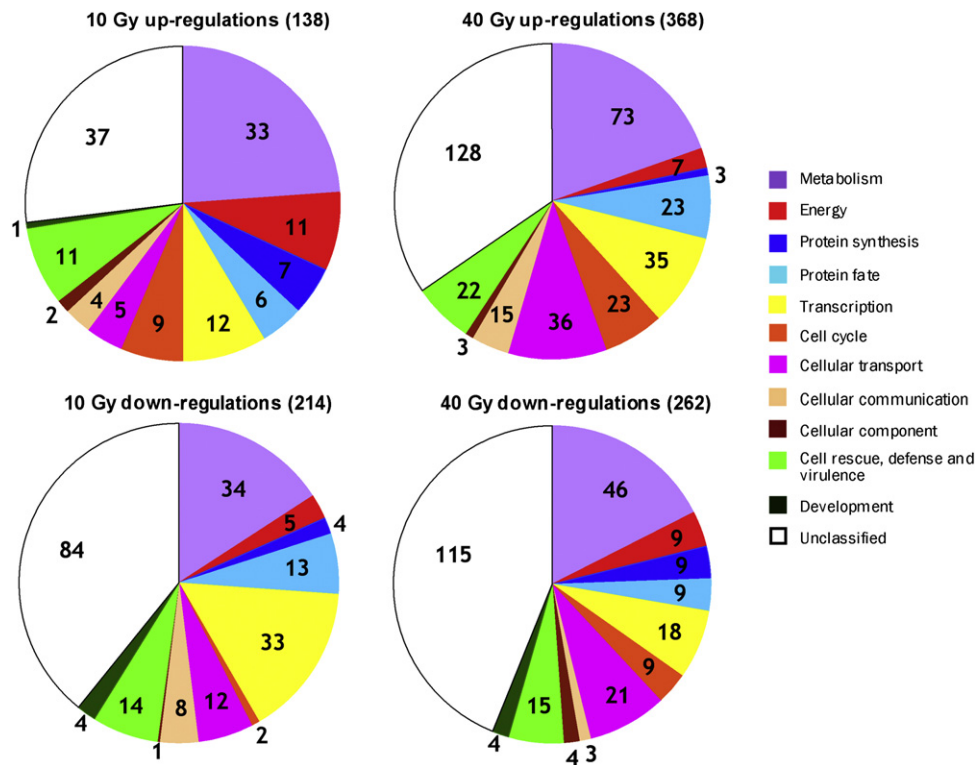 10 Gy up-regulations (138)
37
33
1
11
11
7
2
4
5
9
12
6
40 Gy up-regulations (368)
128
73
7
3
23
35
22
15
3
36
23
10 Gy down-regulations (214)
84
34
5
4
13
33
14
8
12
4
1
2
40 Gy down-regulations (262)
115
46
9
9
9
18
9
15
21
4
4
3
Metabolism
Energy
Protein synthesis
Protein fate
Transcription
Cell cycle
Cellular transport
Cellular communication
Cellular component
Cell rescue, defense and
virulence
Development
Unclassified